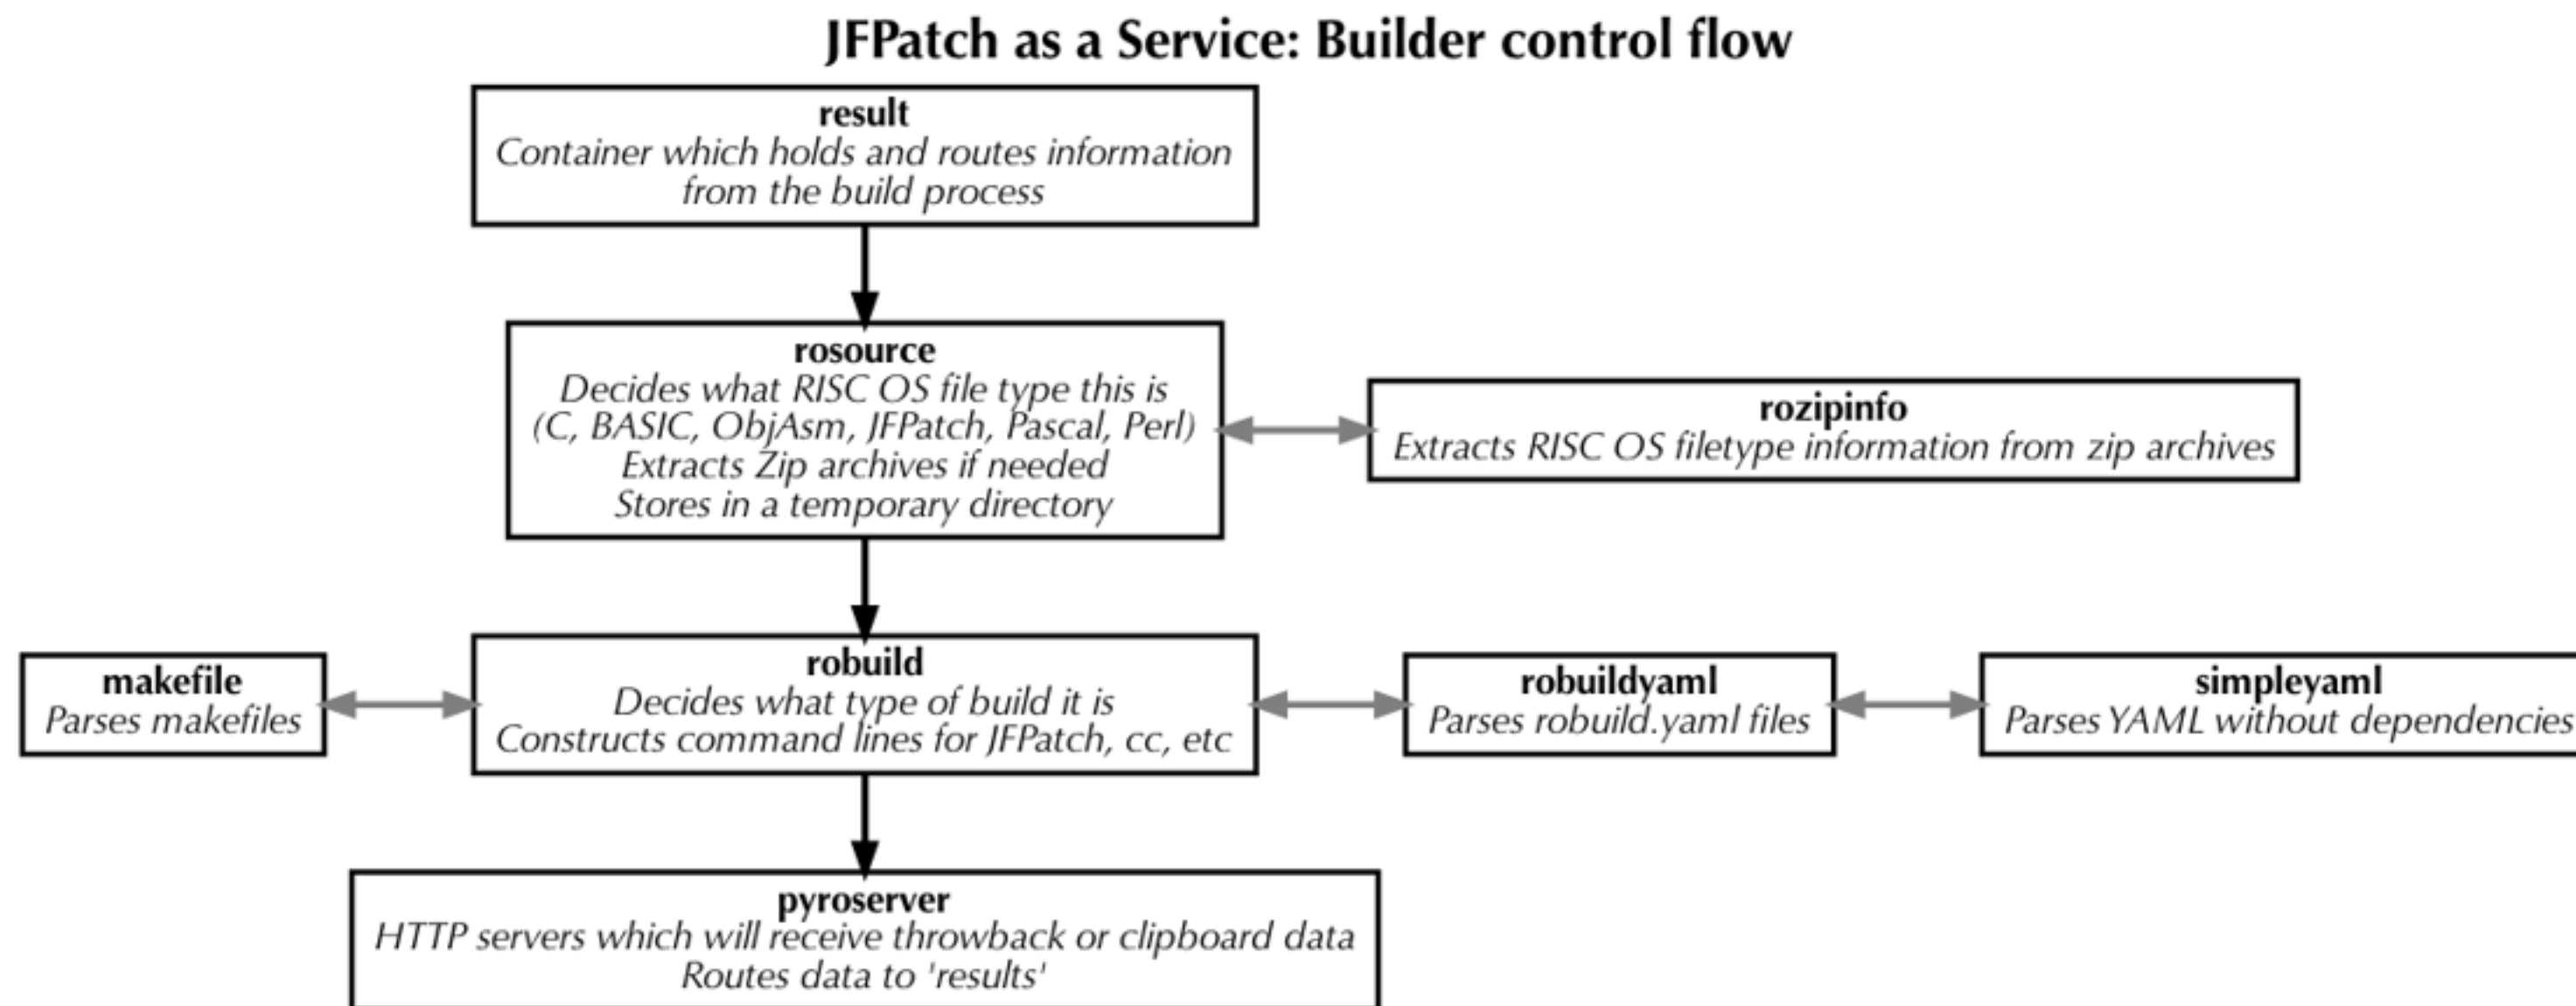 JFPatch as a Service: Builder control flow
result
Container which holds and routes information
from the build process
rosource
Decides what RISC OS file type this is
(C, BASIC, ObjAsm, JFPatch, Pascal, Perl)
Extracts Zip archives if needed
Stores in a temporary directory
rozipinfo
Extracts RISC OS filetype information from zip archives
makefile
Parses makefiles
robuild
Decides what type of build it is
Constructs command lines for JFPatch, cc, etc
robuildyaml
Parses robuild.yaml files
simpleyaml
Parses YAML without dependencies
pyroserver
HTTP servers which will receive throwback or clipboard data
Routes data to 'results'